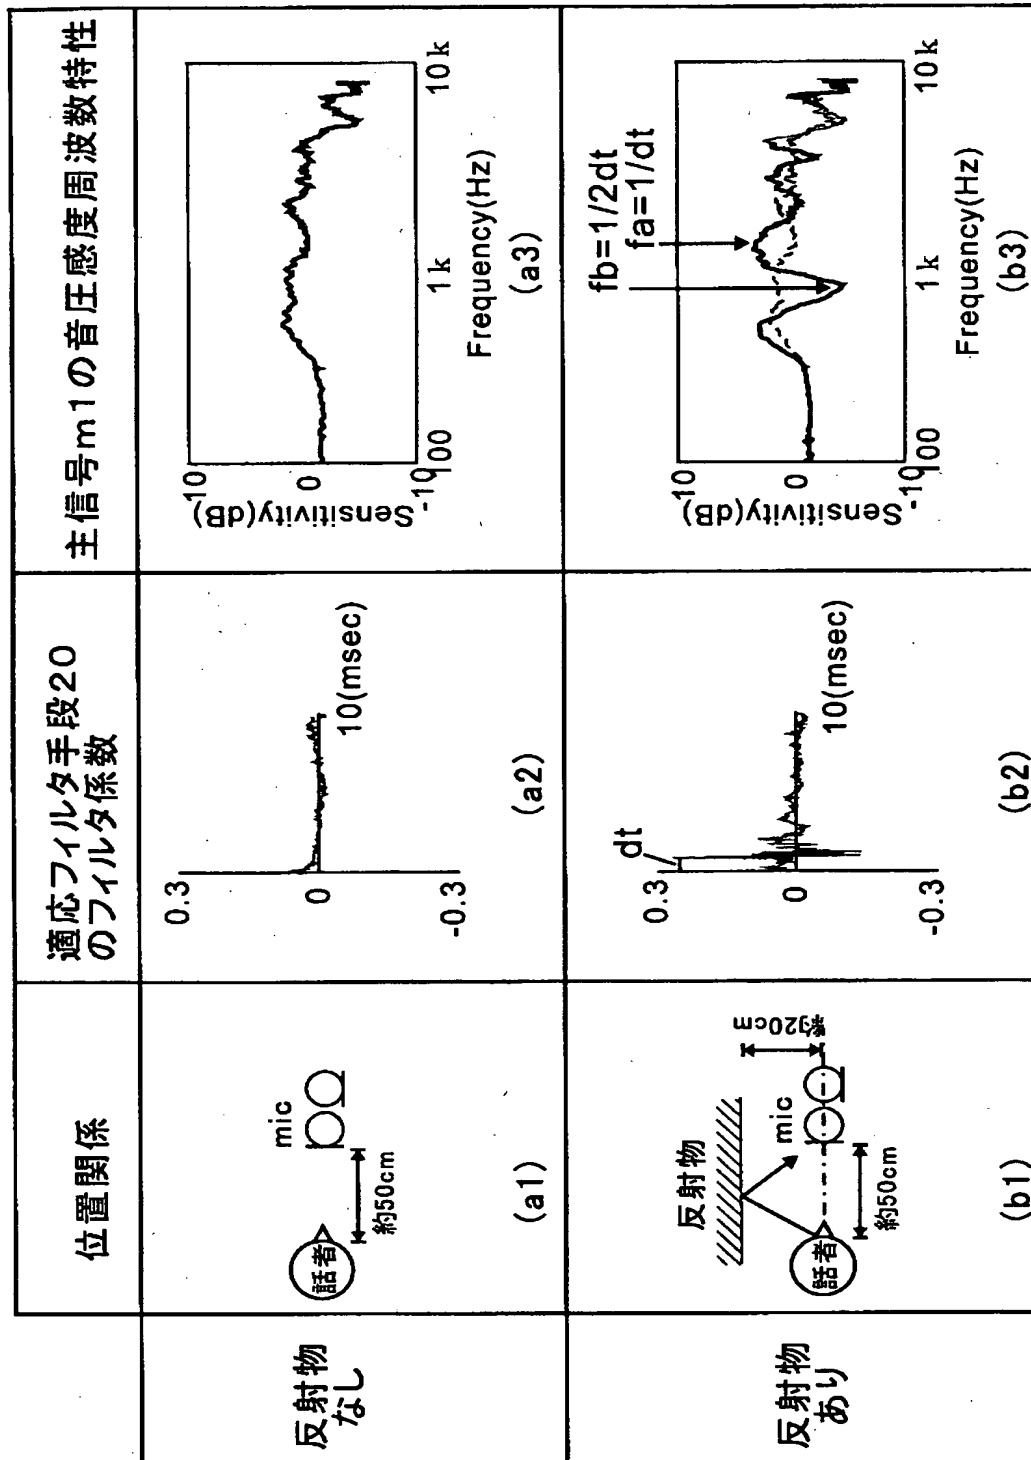 位置関係
適応フィルタ手段20
のフィルタ係数
主信号m1の音圧感度周波数特性
反射物
なし
話者
mic
約50cm
(a1)
0.3
0
-0.3
10(msec)
(a2)
Sensitivity(dB)
10
0
-10
100
1k
10k
Frequency(Hz)
(a3)
反射物
あり
反射物
話者
mic
約20cm
約50cm
(b1)
dt
0.3
0
-0.3
10(msec)
(b2)
fb=1/2dt
fa=1/dt
Sensitivity(dB)
10
0
-10
100
1k
10k
Frequency(Hz)
(b3)